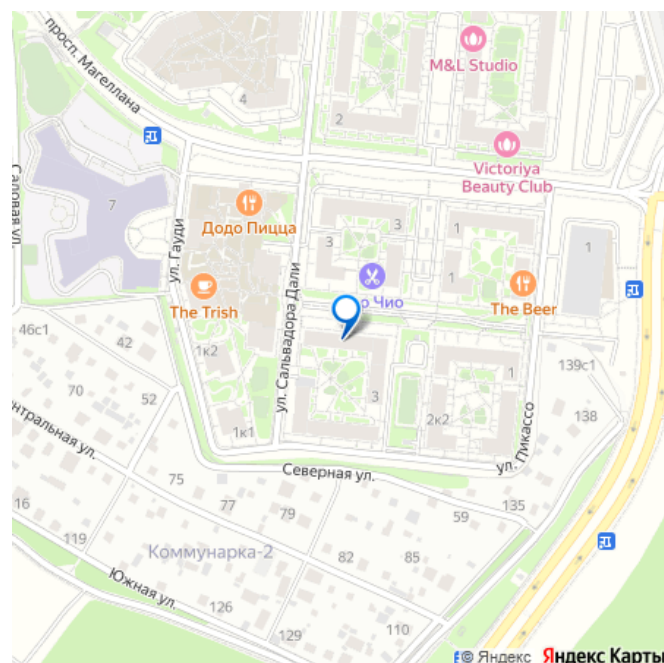 просп. Магеллана
M&L Studio
4
2
Victoriya
Beauty Club
Садовая ул.
7
ул. Гауди
Додо Пицца
3
3
1
1
1
The Trish
о Чио
The Beer
ул. Сальвадора Дали
46с1
42
1к2
139с1
70
52
3
1
138
2к2
1к1
ул. Пикассо
Северная ул.
нтральная ул.
75
77
79
59
135
16
119
Коммунарка-2
82
85
Южная ул.
126
129
110
© Яндекс Яндекс Карты